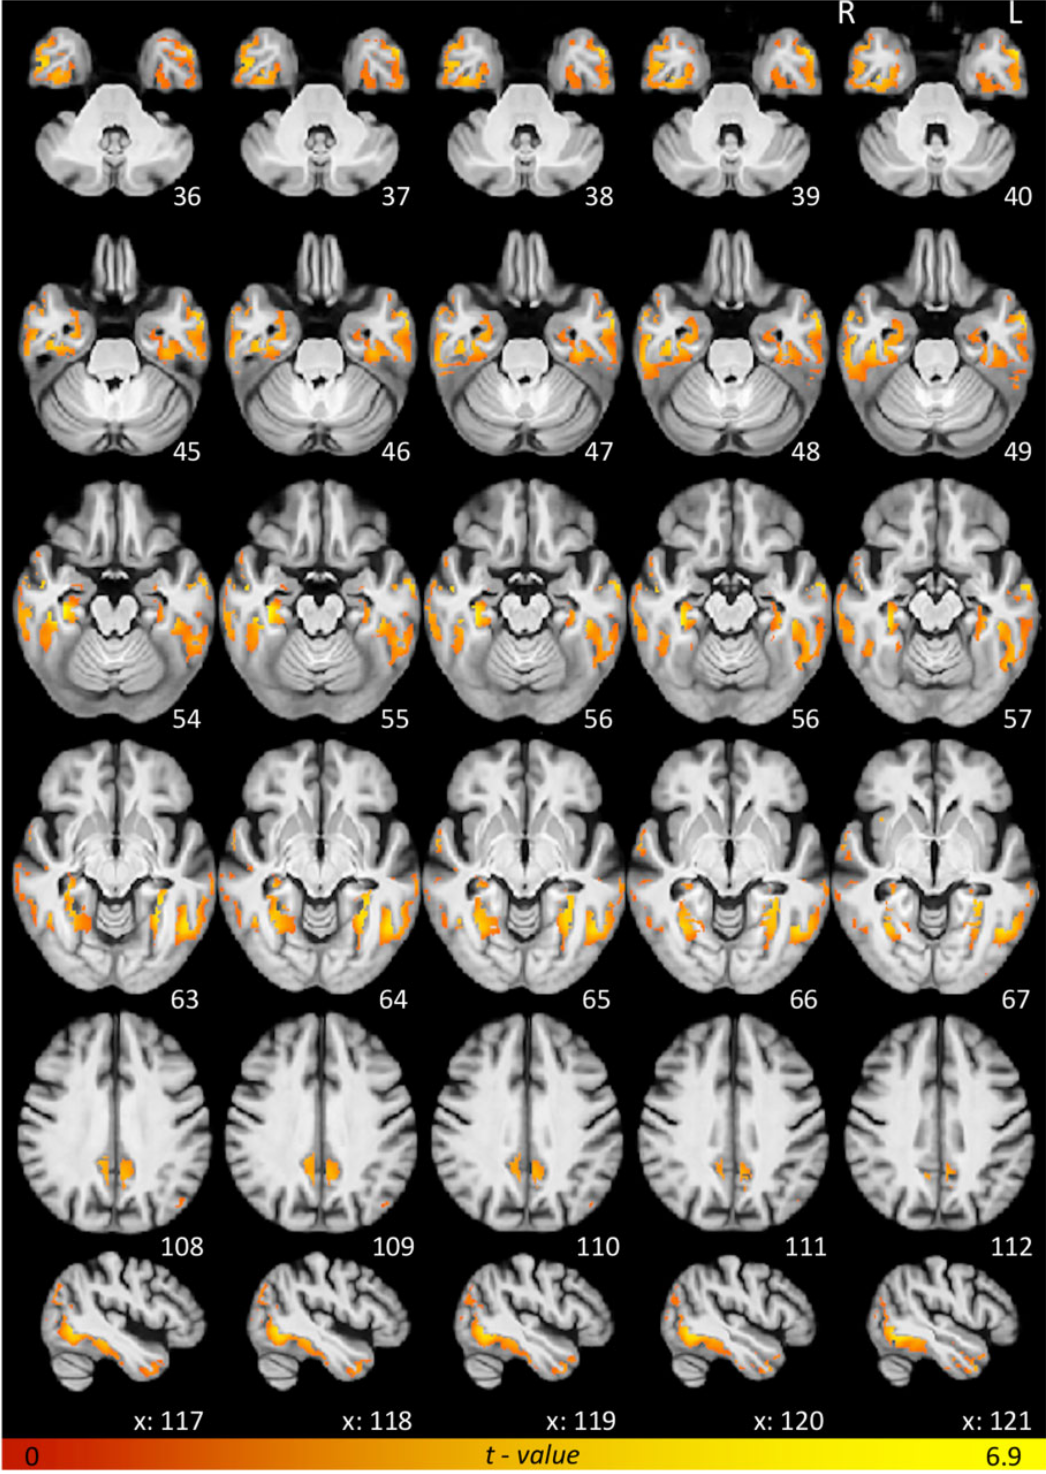 R L
36 37 38 39 40
45 46 47 48 49
54 55 56 56 57
63 64 65 66 67
108 109 110 111 112
x: 117 x: 118 x: 119 x: 120 x: 121
0 t - value 6.9